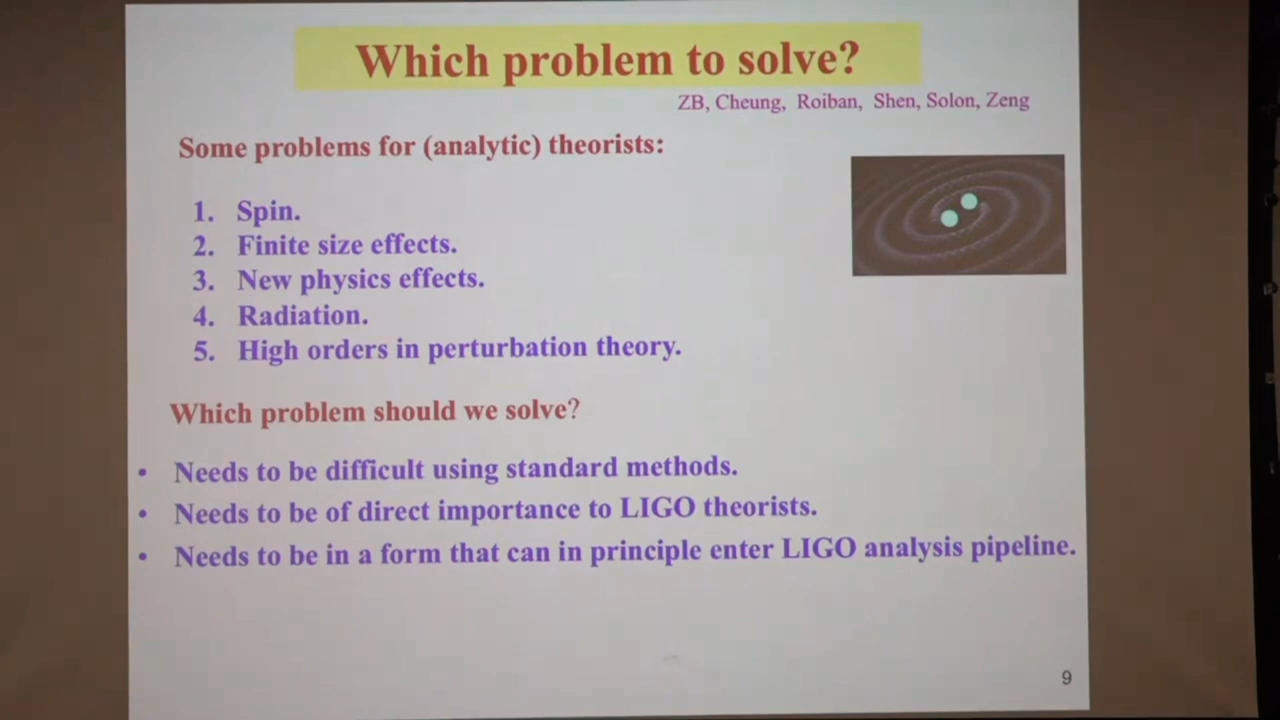 Which problem to solve?
ZB, Cheung, Roiban, Shen, Solon, Zeng
Some problems for (analytic) theorists:
1. Spin.
2. Finite size effects.
3. New physics effects.
4. Radiation.
5. High orders in perturbation theory.
Which problem should we solve?
• Needs to be difficult using standard methods.
• Needs to be of direct importance to LIGO theorists.
• Needs to be in a form that can in principle enter LIGO analysis pipeline.
9